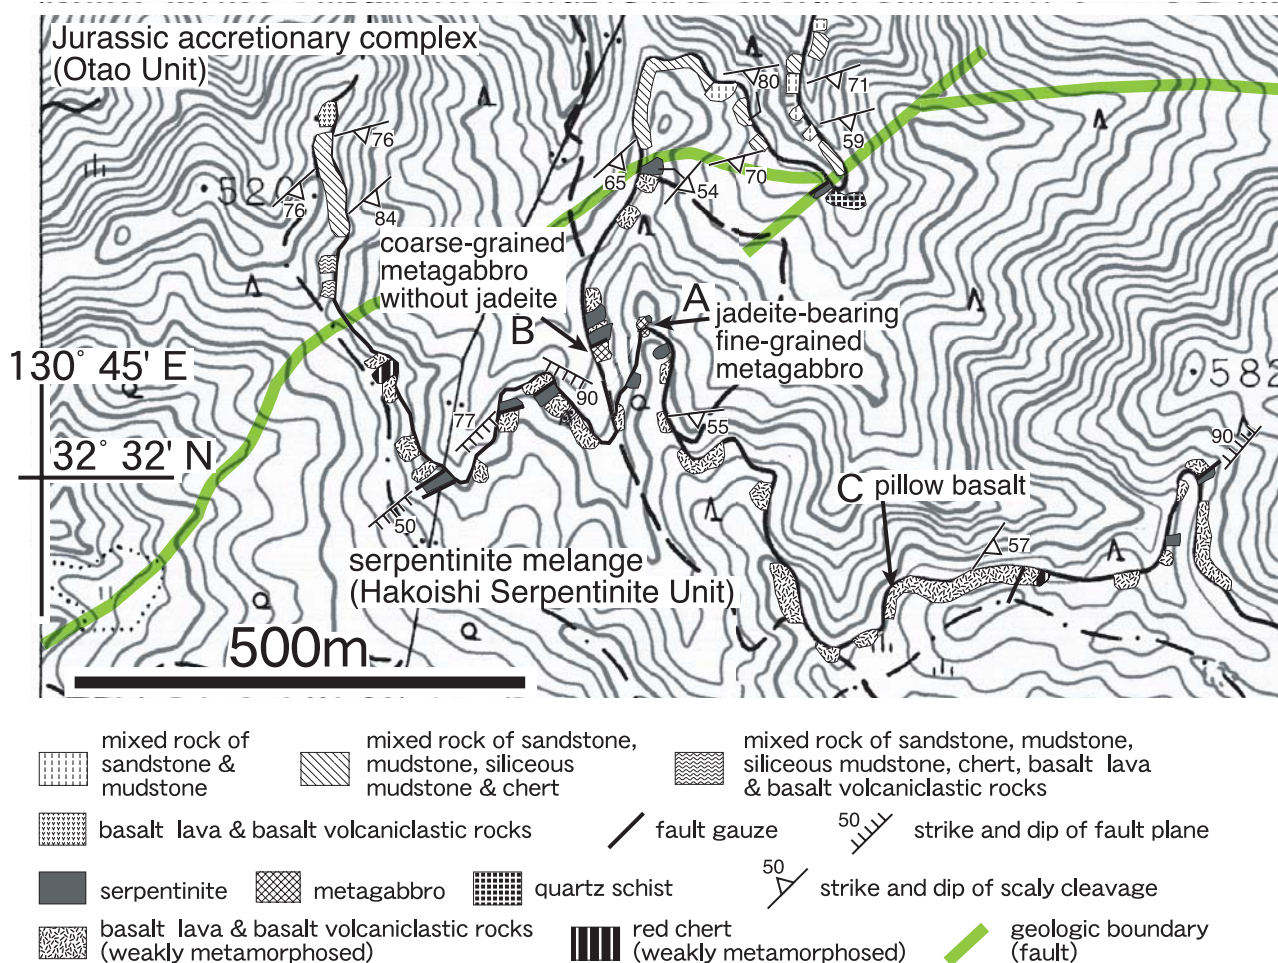 Jurassic accretionary complex
(Otao Unit)
80
71
76
59
65
70
54
520
76
84
coarse-grained
metagabbro
without jadeite
A
jadeite-bearing
fine-grained
metagabbro
B
130° 45' E
582
90
77
55
90
32° 32' N
C pillow basalt
50
57
serpentinite melange
(Hakoishi Serpentinite Unit)
500m
mixed rock of
sandstone &
mudstone
mixed rock of sandstone,
mudstone, siliceous
mudstone & chert
mixed rock of sandstone, mudstone,
siliceous mudstone, chert, basalt lava
& basalt volcaniclastic rocks
basalt lava & basalt volcaniclastic rocks
fault gauze
50
strike and dip of fault plane
serpentinite
metagabbro
quartz schist
50
strike and dip of scaly cleavage
basalt lava & basalt volcaniclastic rocks
(weakly metamorphosed)
red chert
(weakly metamorphosed)
geologic boundary
(fault)